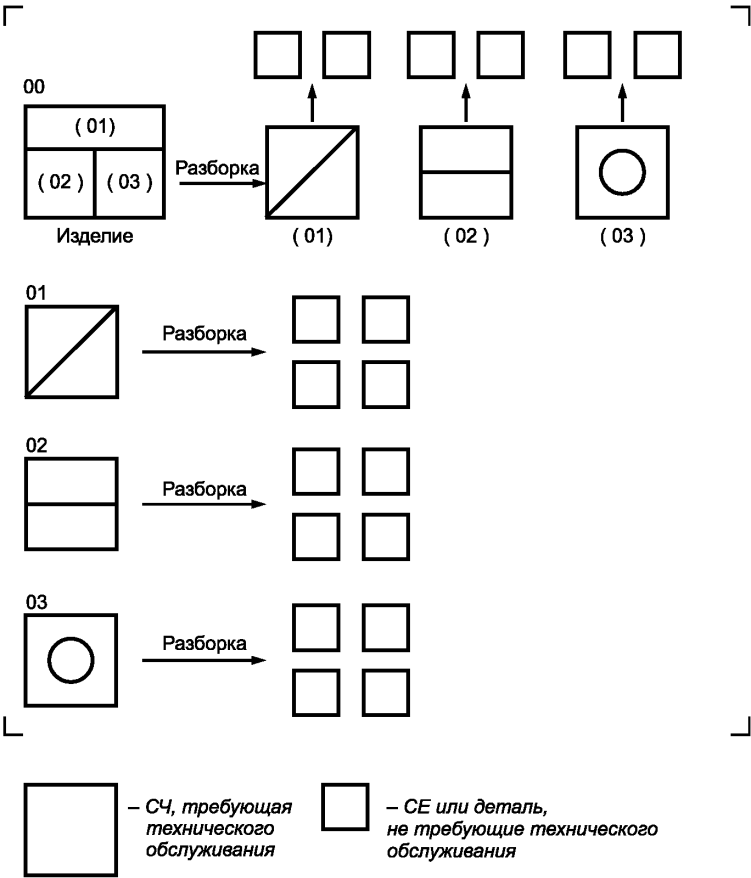 00
( 01)
( 02 ) ( 03 )
Изделие
Разборка
( 01) ( 02 ) ( 03 )
01
Разборка
02
Разборка
03
Разборка
– СЧ, требующая
технического
обслуживания
– СЕ или деталь,
не требующие технического
обслуживания